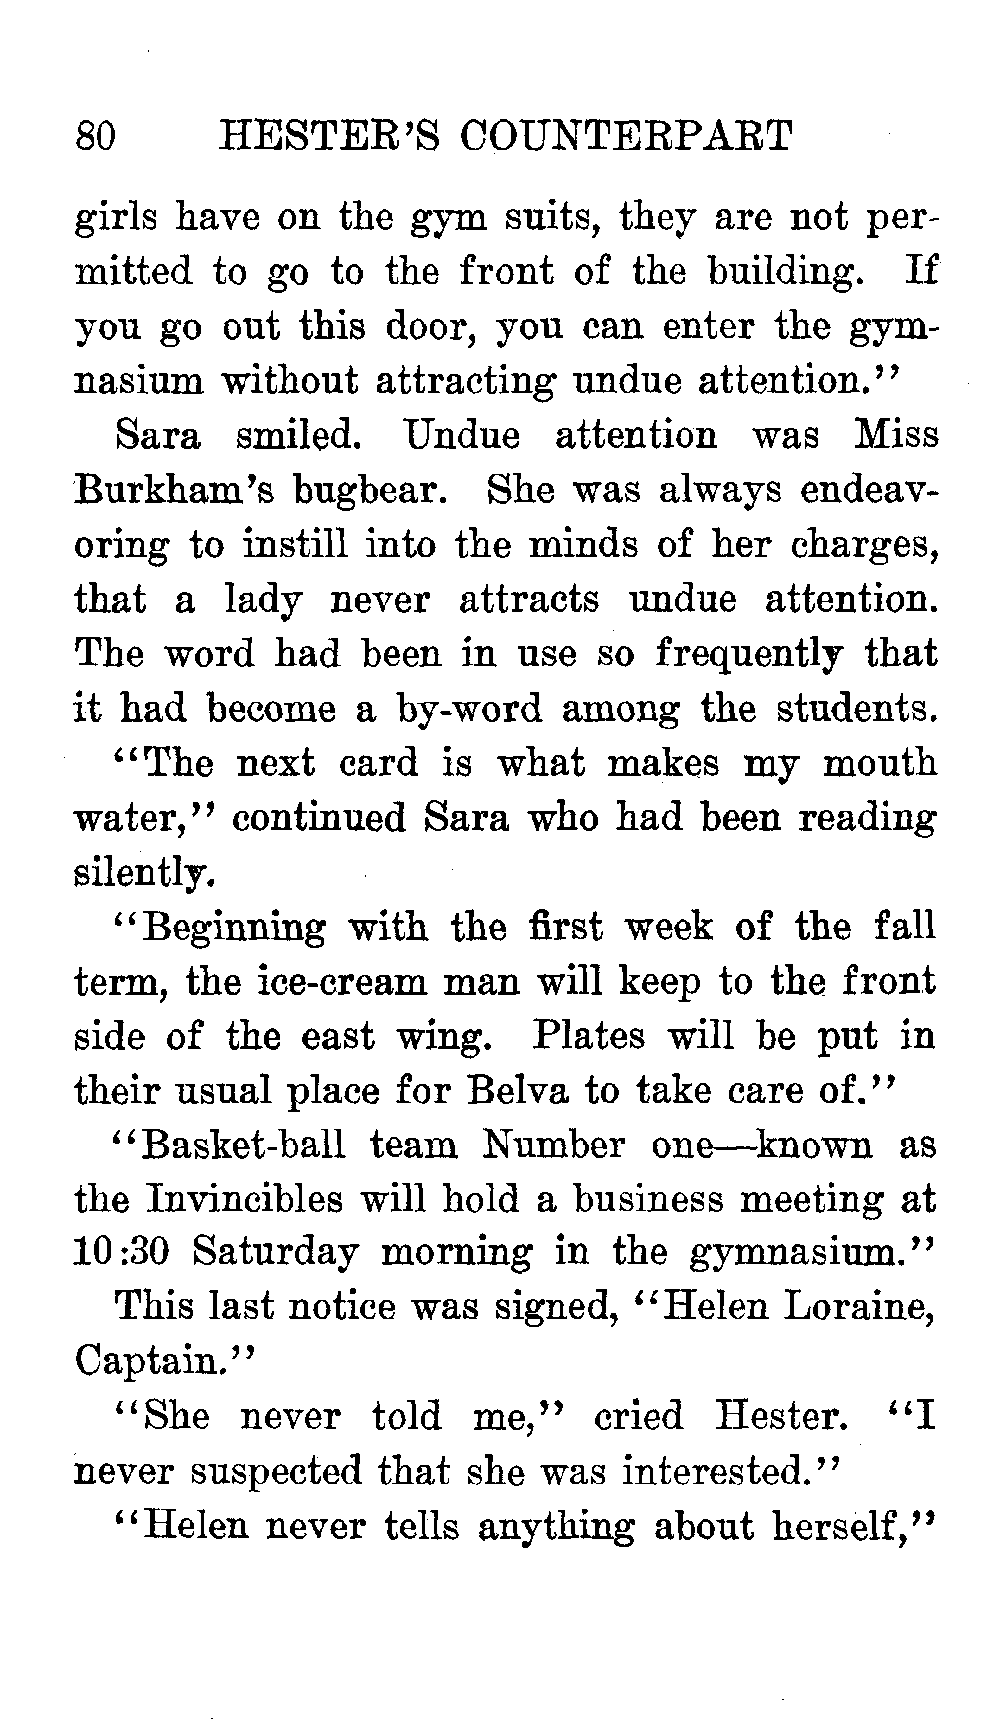 80 HESTER'S COUNTERPART
girls have on the gym suits, they are not per-
mitted to go to the front of the building. If
you go out this door, you can enter the gym-
nasium without attracting undue attention."
Sara smiled. Undue attention was Miss
Burkham's bugbear. She was always endeav-
oring to instill into the minds of her charges,
that a lady never attracts undue attention.
The word had been in use so frequently that
it had become a by-word among the students.
"The next card is what makes my mouth
water," continued Sara who had been reading
silently.
"Beginning with the first week of the fall
term, the ice-cream man will keep to the front
side of the east wing. Plates will be put in
their usual place for Belva to take care of."
"Basket-ball team Number one—known as
the Invincibles will hold a business meeting at
10:30 Saturday morning in the gymnasium."
This last notice was signed, "Helen Loraine,
Captain."
"She never told me," cried Hester. "I
never suspected that she was interested."
"Helen never tells anything about herself,"